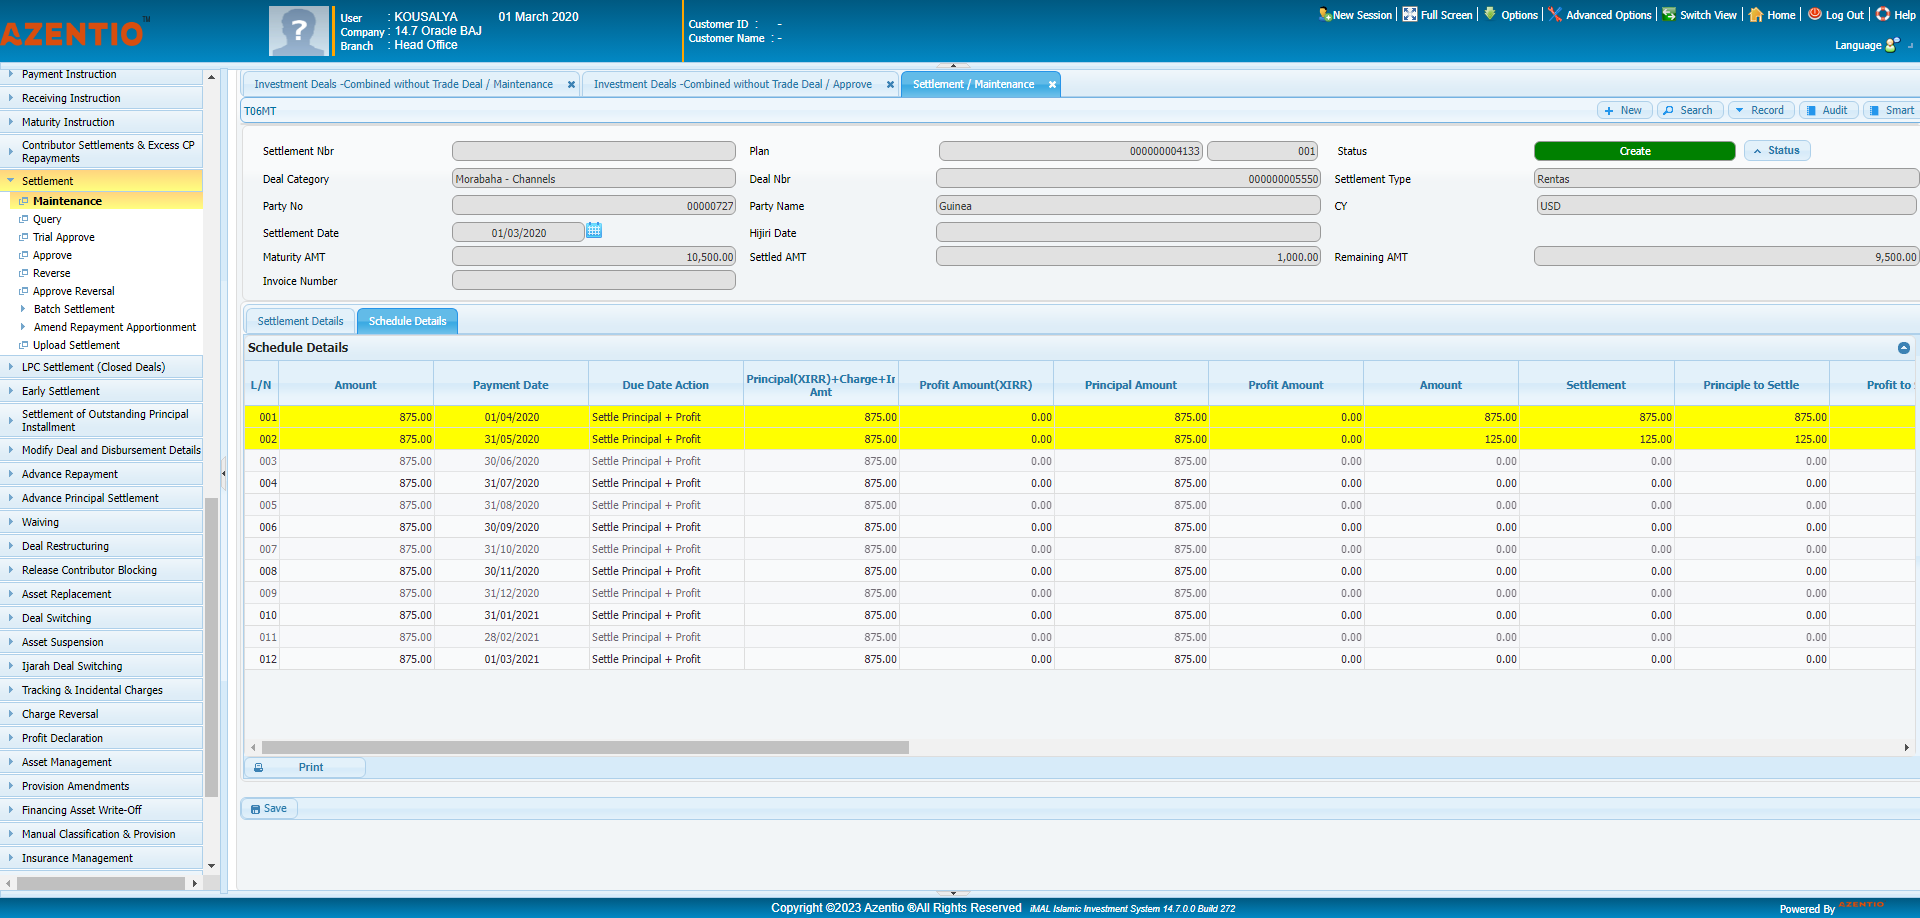 AZENTIO™
User : KOUSALYA 01 March 2020
Company : 14.7 Oracle BAJ
Branch : Head Office
Customer ID : -
Customer Name : -
New Session Full Screen Options Advanced Options Switch View Home Log Out Help
Language
Payment Instruction
Receiving Instruction
Maturity Instruction
Contributor Settlements & Excess CP
Repayments
Settlement
Maintenance
Query
Trial Approve
Approve
Reverse
Approve Reversal
Batch Settlement
Amend Repayment Apportionment
Upload Settlement
LPC Settlement (Closed Deals)
Early Settlement
Settlement of Outstanding Principal
Installment
Modify Deal and Disbursement Details
Advance Repayment
Advance Principal Settlement
Waiving
Deal Restructuring
Release Contributor Blocking
Asset Replacement
Deal Switching
Asset Suspension
Ijarah Deal Switching
Tracking & Incidental Charges
Charge Reversal
Profit Declaration
Asset Management
Provision Amendments
Financing Asset Write-Off
Manual Classification & Provision
Insurance Management
Investment Deals -Combined without Trade Deal / Maintenance Investment Deals -Combined without Trade Deal / Approve Settlement / Maintenance
T06MT New Search Record Audit Smart
Settlement Nbr Plan 000000004133 001 Status Create Status
Deal Category Morabaha - Channels Deal Nbr 000000005550 Settlement Type Rentas
Party No 00000727 Party Name Guinea CY USD
Settlement Date 01/03/2020 Hijiri Date
Maturity AMT 10,500.00 Settled AMT 1,000.00 Remaining AMT 9,500.00
Invoice Number
Settlement Details Schedule Details
Schedule Details
L/N Amount Payment Date Due Date Action Principal(XIRR)+Charge+Ir Amt Profit Amount(XIRR) Principal Amount Profit Amount Amount Settlement Principle to Settle Profit to
001 875.00 01/04/2020 Settle Principal + Profit 875.00 0.00 875.00 0.00 875.00 875.00 875.00
002 875.00 31/05/2020 Settle Principal + Profit 875.00 0.00 875.00 0.00 125.00 125.00 125.00
003 875.00 30/06/2020 Settle Principal + Profit 875.00 0.00 875.00 0.00 0.00 0.00 0.00
004 875.00 31/07/2020 Settle Principal + Profit 875.00 0.00 875.00 0.00 0.00 0.00 0.00
005 875.00 31/08/2020 Settle Principal + Profit 875.00 0.00 875.00 0.00 0.00 0.00 0.00
006 875.00 30/09/2020 Settle Principal + Profit 875.00 0.00 875.00 0.00 0.00 0.00 0.00
007 875.00 31/10/2020 Settle Principal + Profit 875.00 0.00 875.00 0.00 0.00 0.00 0.00
008 875.00 30/11/2020 Settle Principal + Profit 875.00 0.00 875.00 0.00 0.00 0.00 0.00
009 875.00 31/12/2020 Settle Principal + Profit 875.00 0.00 875.00 0.00 0.00 0.00 0.00
010 875.00 31/01/2021 Settle Principal + Profit 875.00 0.00 875.00 0.00 0.00 0.00 0.00
011 875.00 28/02/2021 Settle Principal + Profit 875.00 0.00 875.00 0.00 0.00 0.00 0.00
012 875.00 01/03/2021 Settle Principal + Profit 875.00 0.00 875.00 0.00 0.00 0.00 0.00
Print
Save
Copyright ©2023 Azentio ®All Rights Reserved iMAL Islamic Investment System 14.7.0.0 Build 272
Powered By AZENTIO